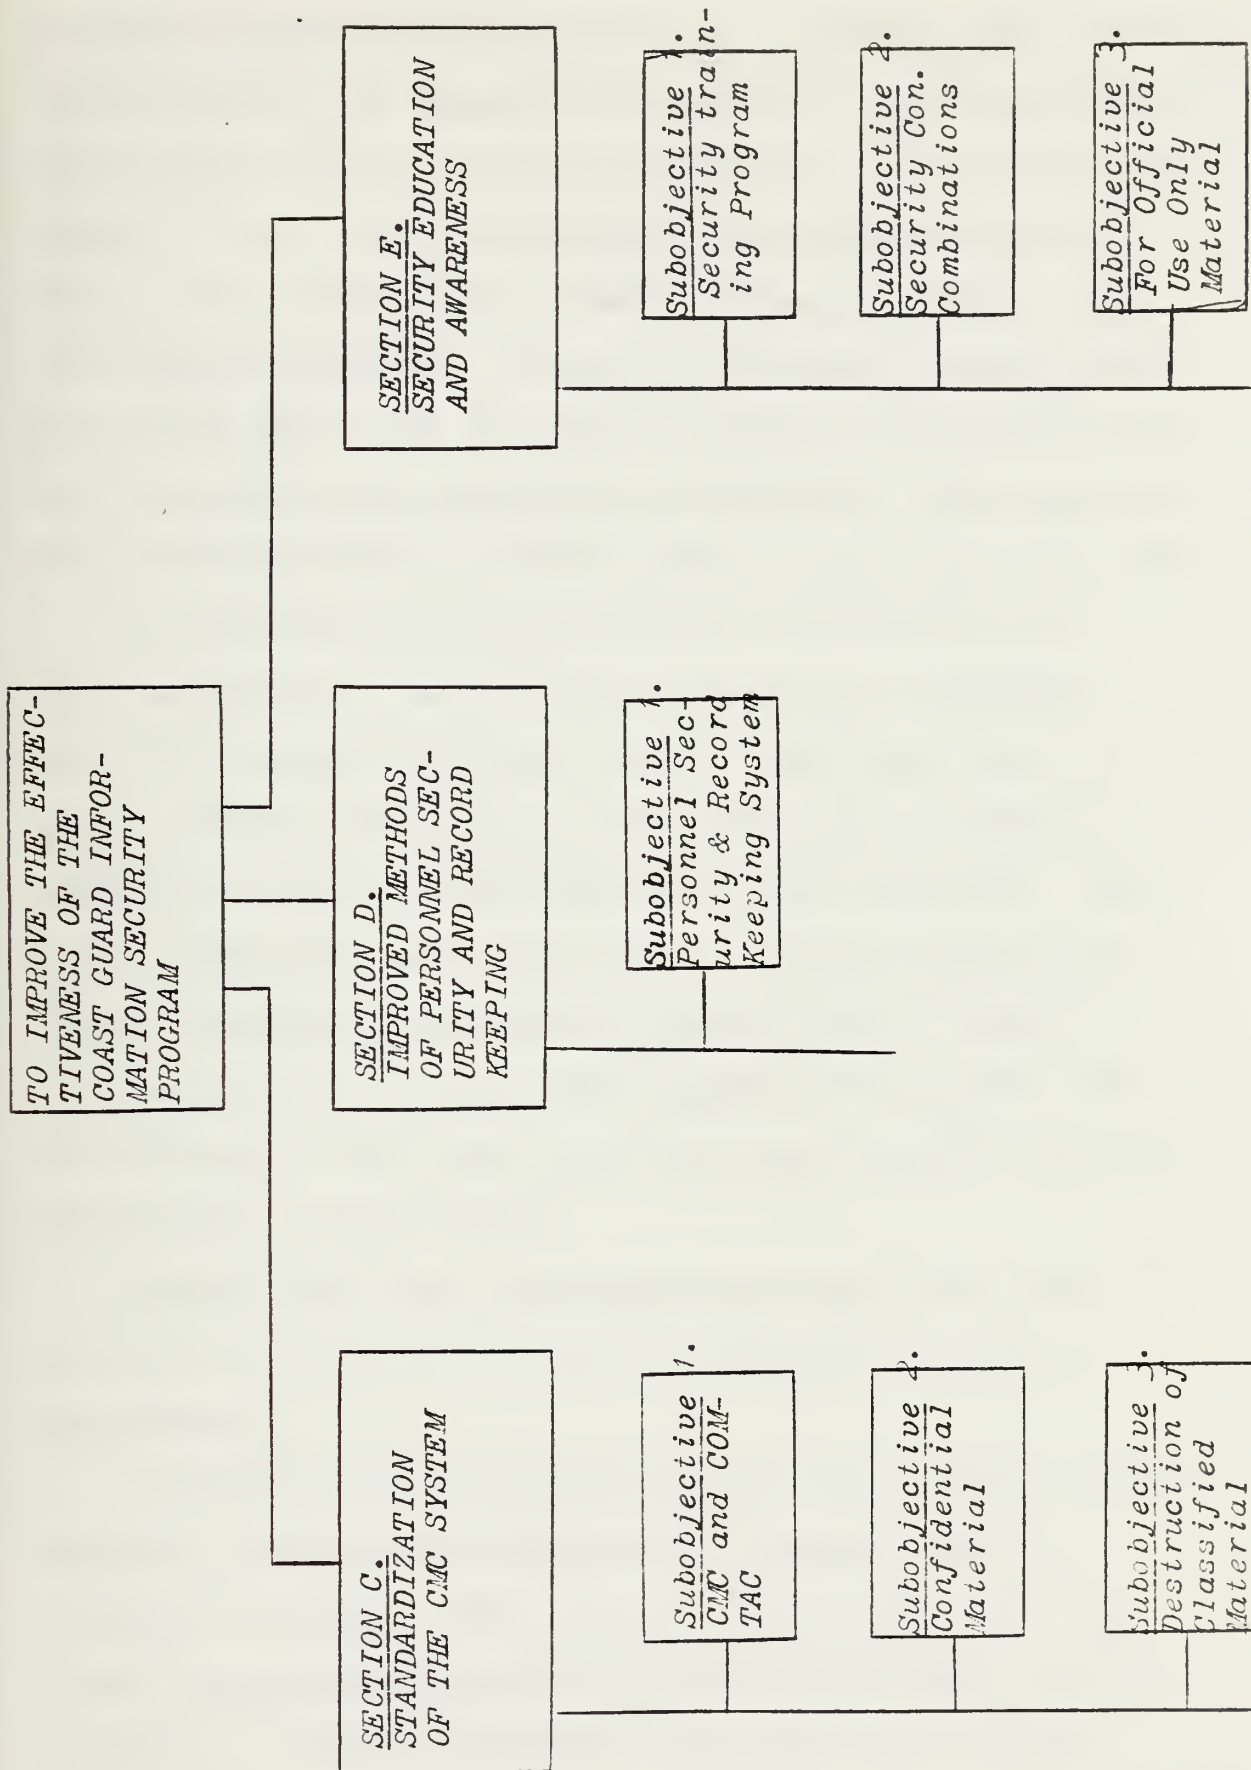 TO IMPROVE THE EFFEC-
TIVENESS OF THE
COAST GUARD INFOR-
MATION SECURITY
PROGRAM
SECTION C.
STANDARDIZATION
OF THE CMC SYSTEM
Subobjective 1.
CMC and COM-
TAC
Subobjective 2.
Confidential
Material
Subobjective 3.
Destruction of
Classified
Material
SECTION D.
IMPROVED METHODS
OF PERSONNEL SEC-
URITY AND RECORD
KEEPING
Subobjective 1.
Personnel Sec-
urity & Record
Keeping System
SECTION E.
SECURITY EDUCATION
AND AWARENESS
Subobjective 1.
Security train-
ing Program
Subobjective 2.
Security Con.
Combinations
Subobjective 3.
For Official
Use Only
Material